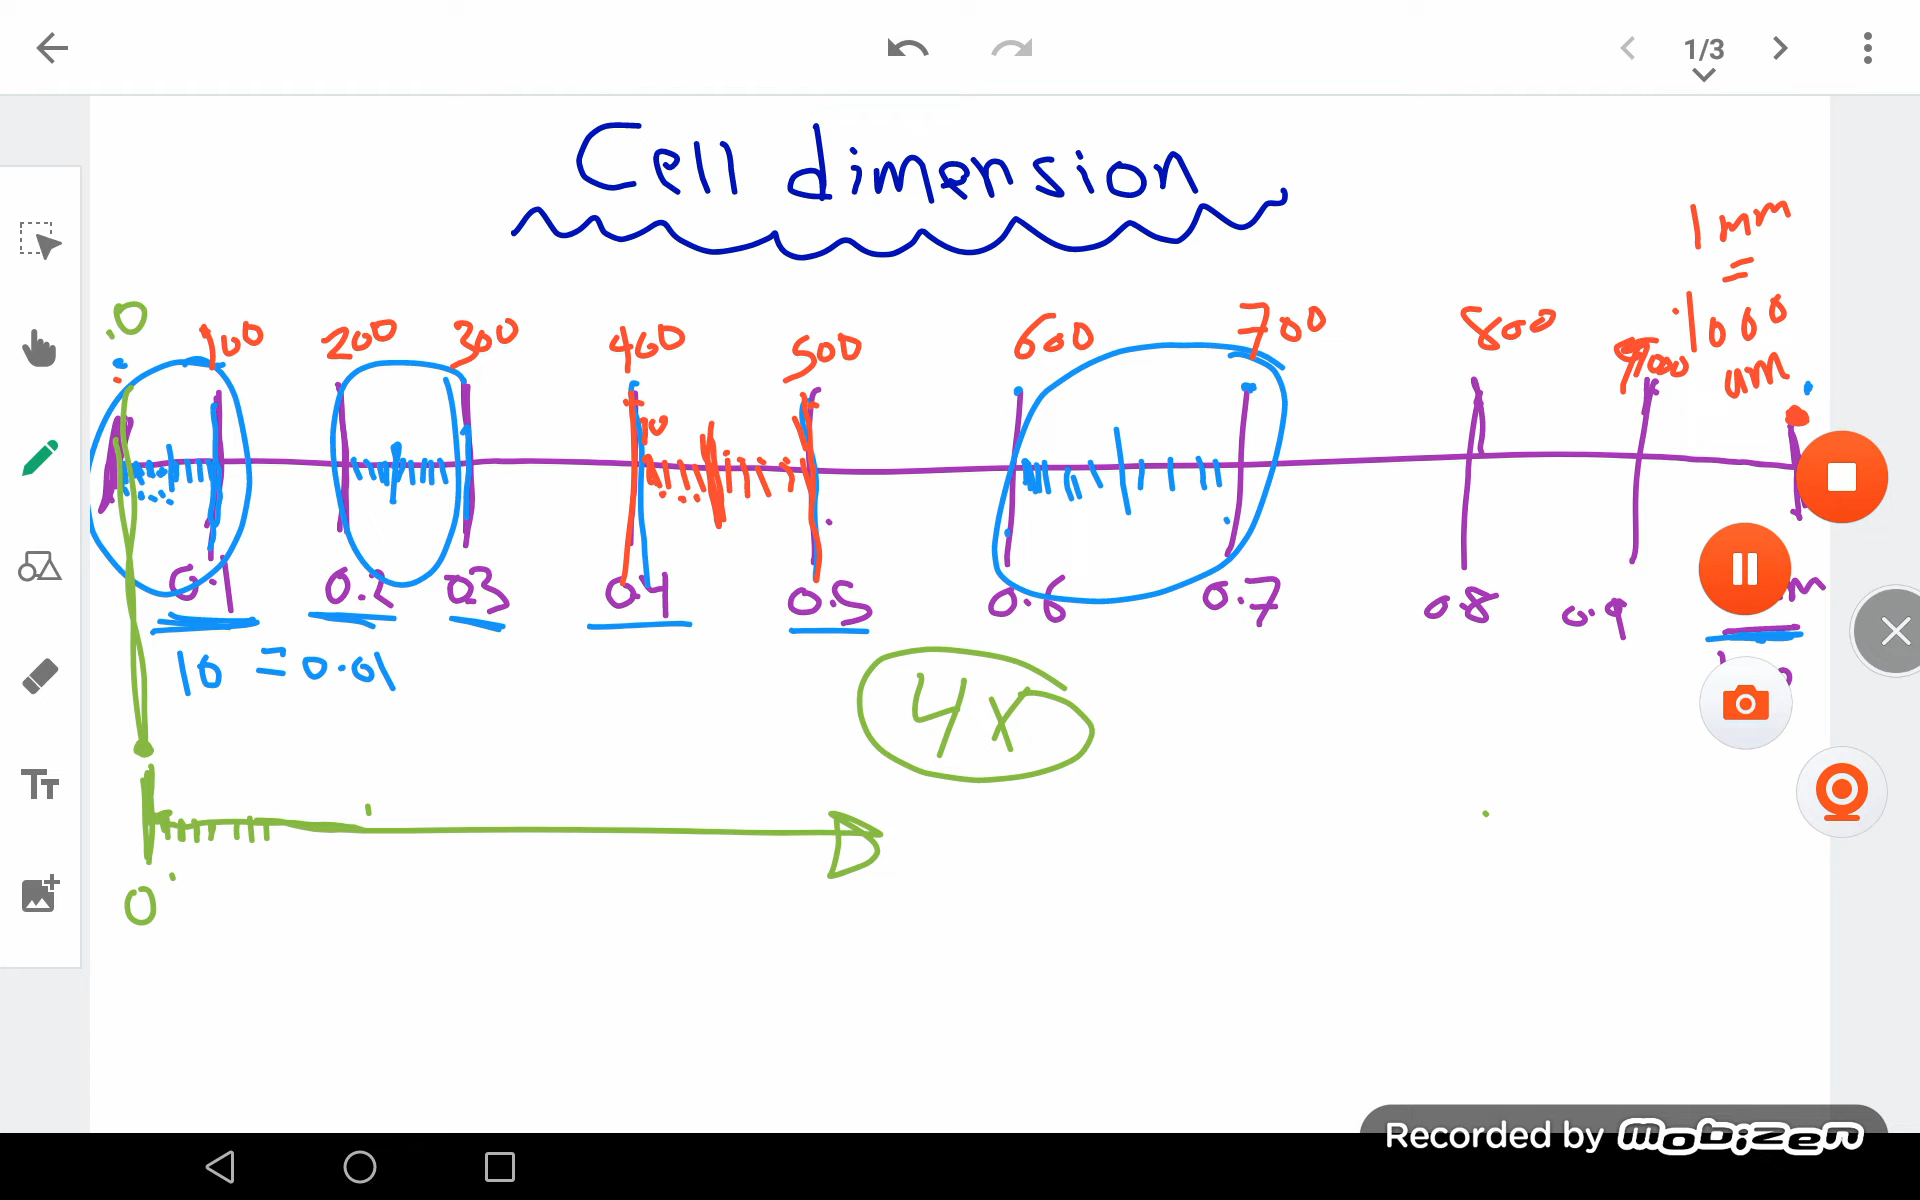 1/3
Cell dimension
1 mm
=
1000
um
0 100 200 300 400 500 600 700 800 900
10
0.1 0.2 0.3 0.4 0.5 0.6 0.7 0.8 0.9
10 = 0.01
4x
0
Recorded by mobizen